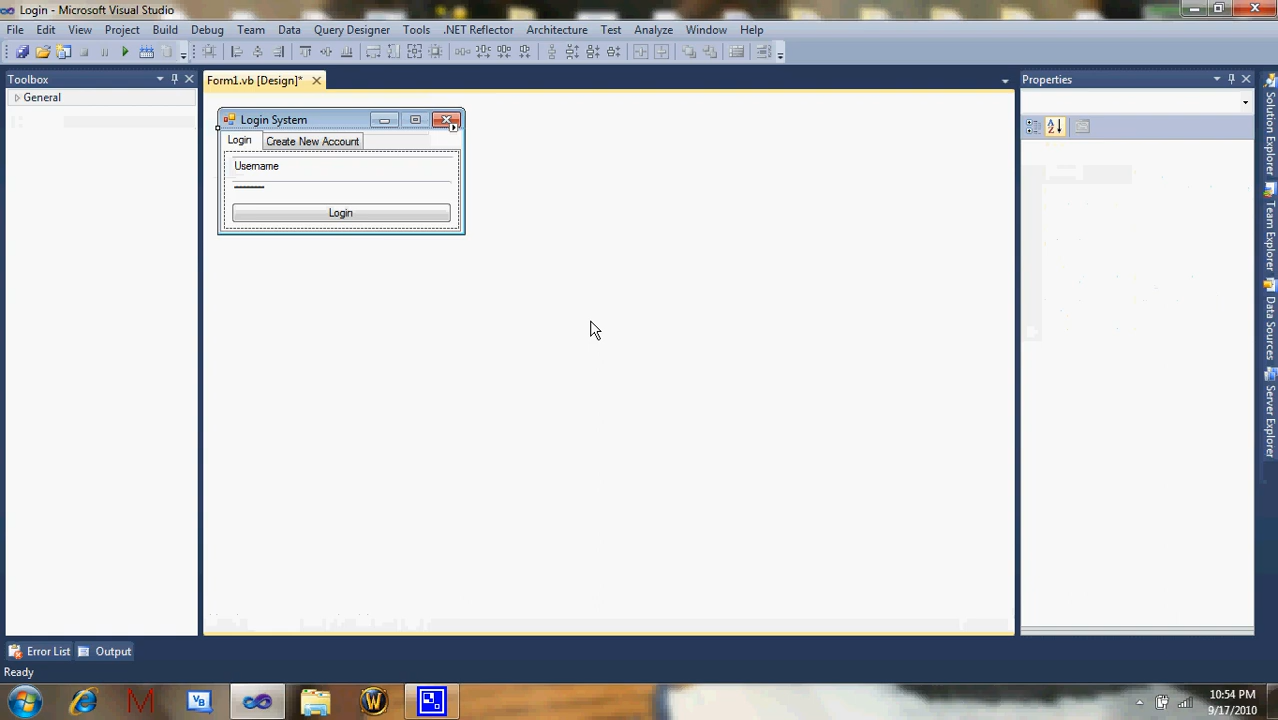 Login - Microsoft Visual Studio
File Edit View Project Build Debug Team Data Query Designer Tools .NET Reflector Architecture Test Analyze Window Help
Toolbox
General
Form1.vb [Design]*
Login System
Login Create New Account
Username
Login
Properties
Solution Explorer
Team Explorer
Data Sources
Server Explorer
Error List Output
Ready
VB
10:54 PM
9/17/2010